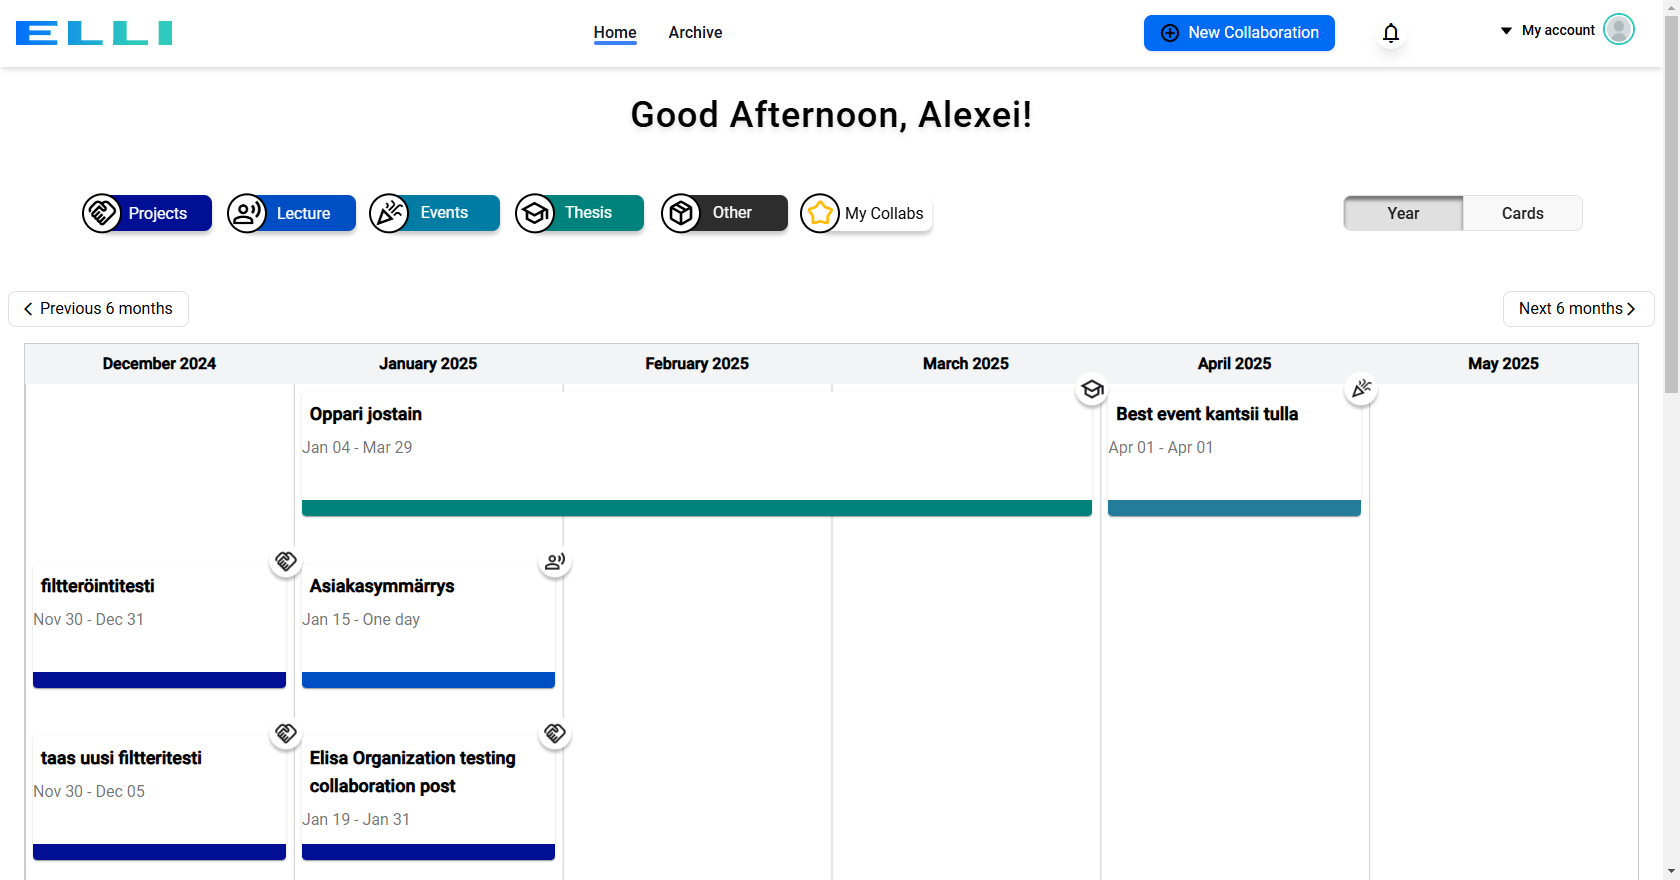 ELLI
Home
Archive
New Collaboration
My account
Good Afternoon, Alexei!
Projects
Lecture
Events
Thesis
Other
My Collabs
Year
Cards
Previous 6 months
Next 6 months
December 2024
January 2025
February 2025
March 2025
April 2025
May 2025
Oppari jostain
Jan 04 - Mar 29
Best event kantsii tulla
Apr 01 - Apr 01
filtteröintitesti
Nov 30 - Dec 31
Asiakasymmärrys
Jan 15 - One day
taas uusi filtteritesti
Nov 30 - Dec 05
Elisa Organization testing
collaboration post
Jan 19 - Jan 31